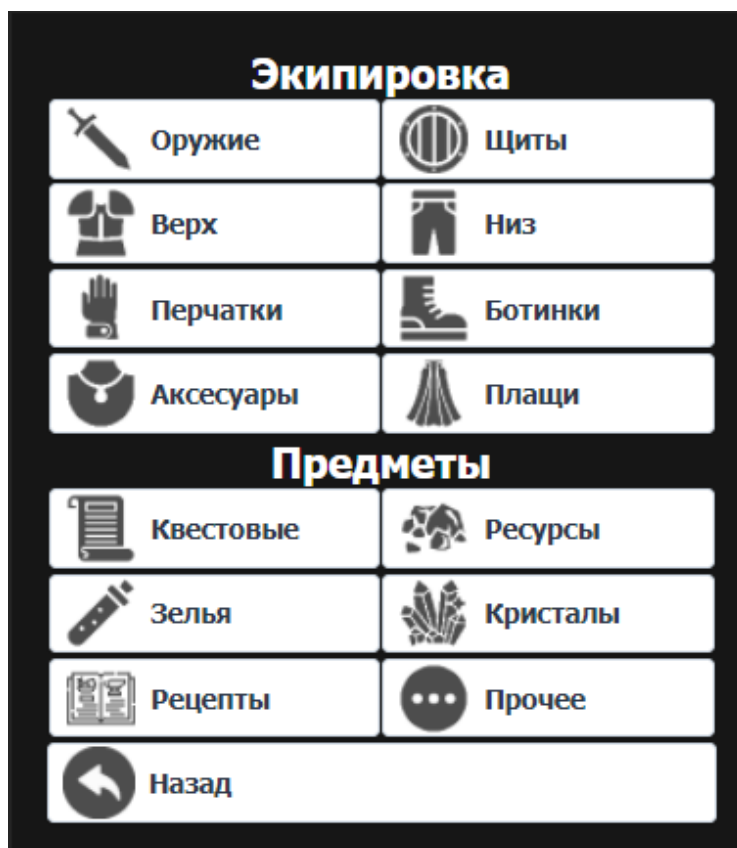 Экипировка
Оружие Щиты
Верх Низ
Перчатки Ботинки
Аксесуары Плащи
Предметы
Квестовые Ресурсы
Зелья Кристалы
Рецепты Прочее
Назад